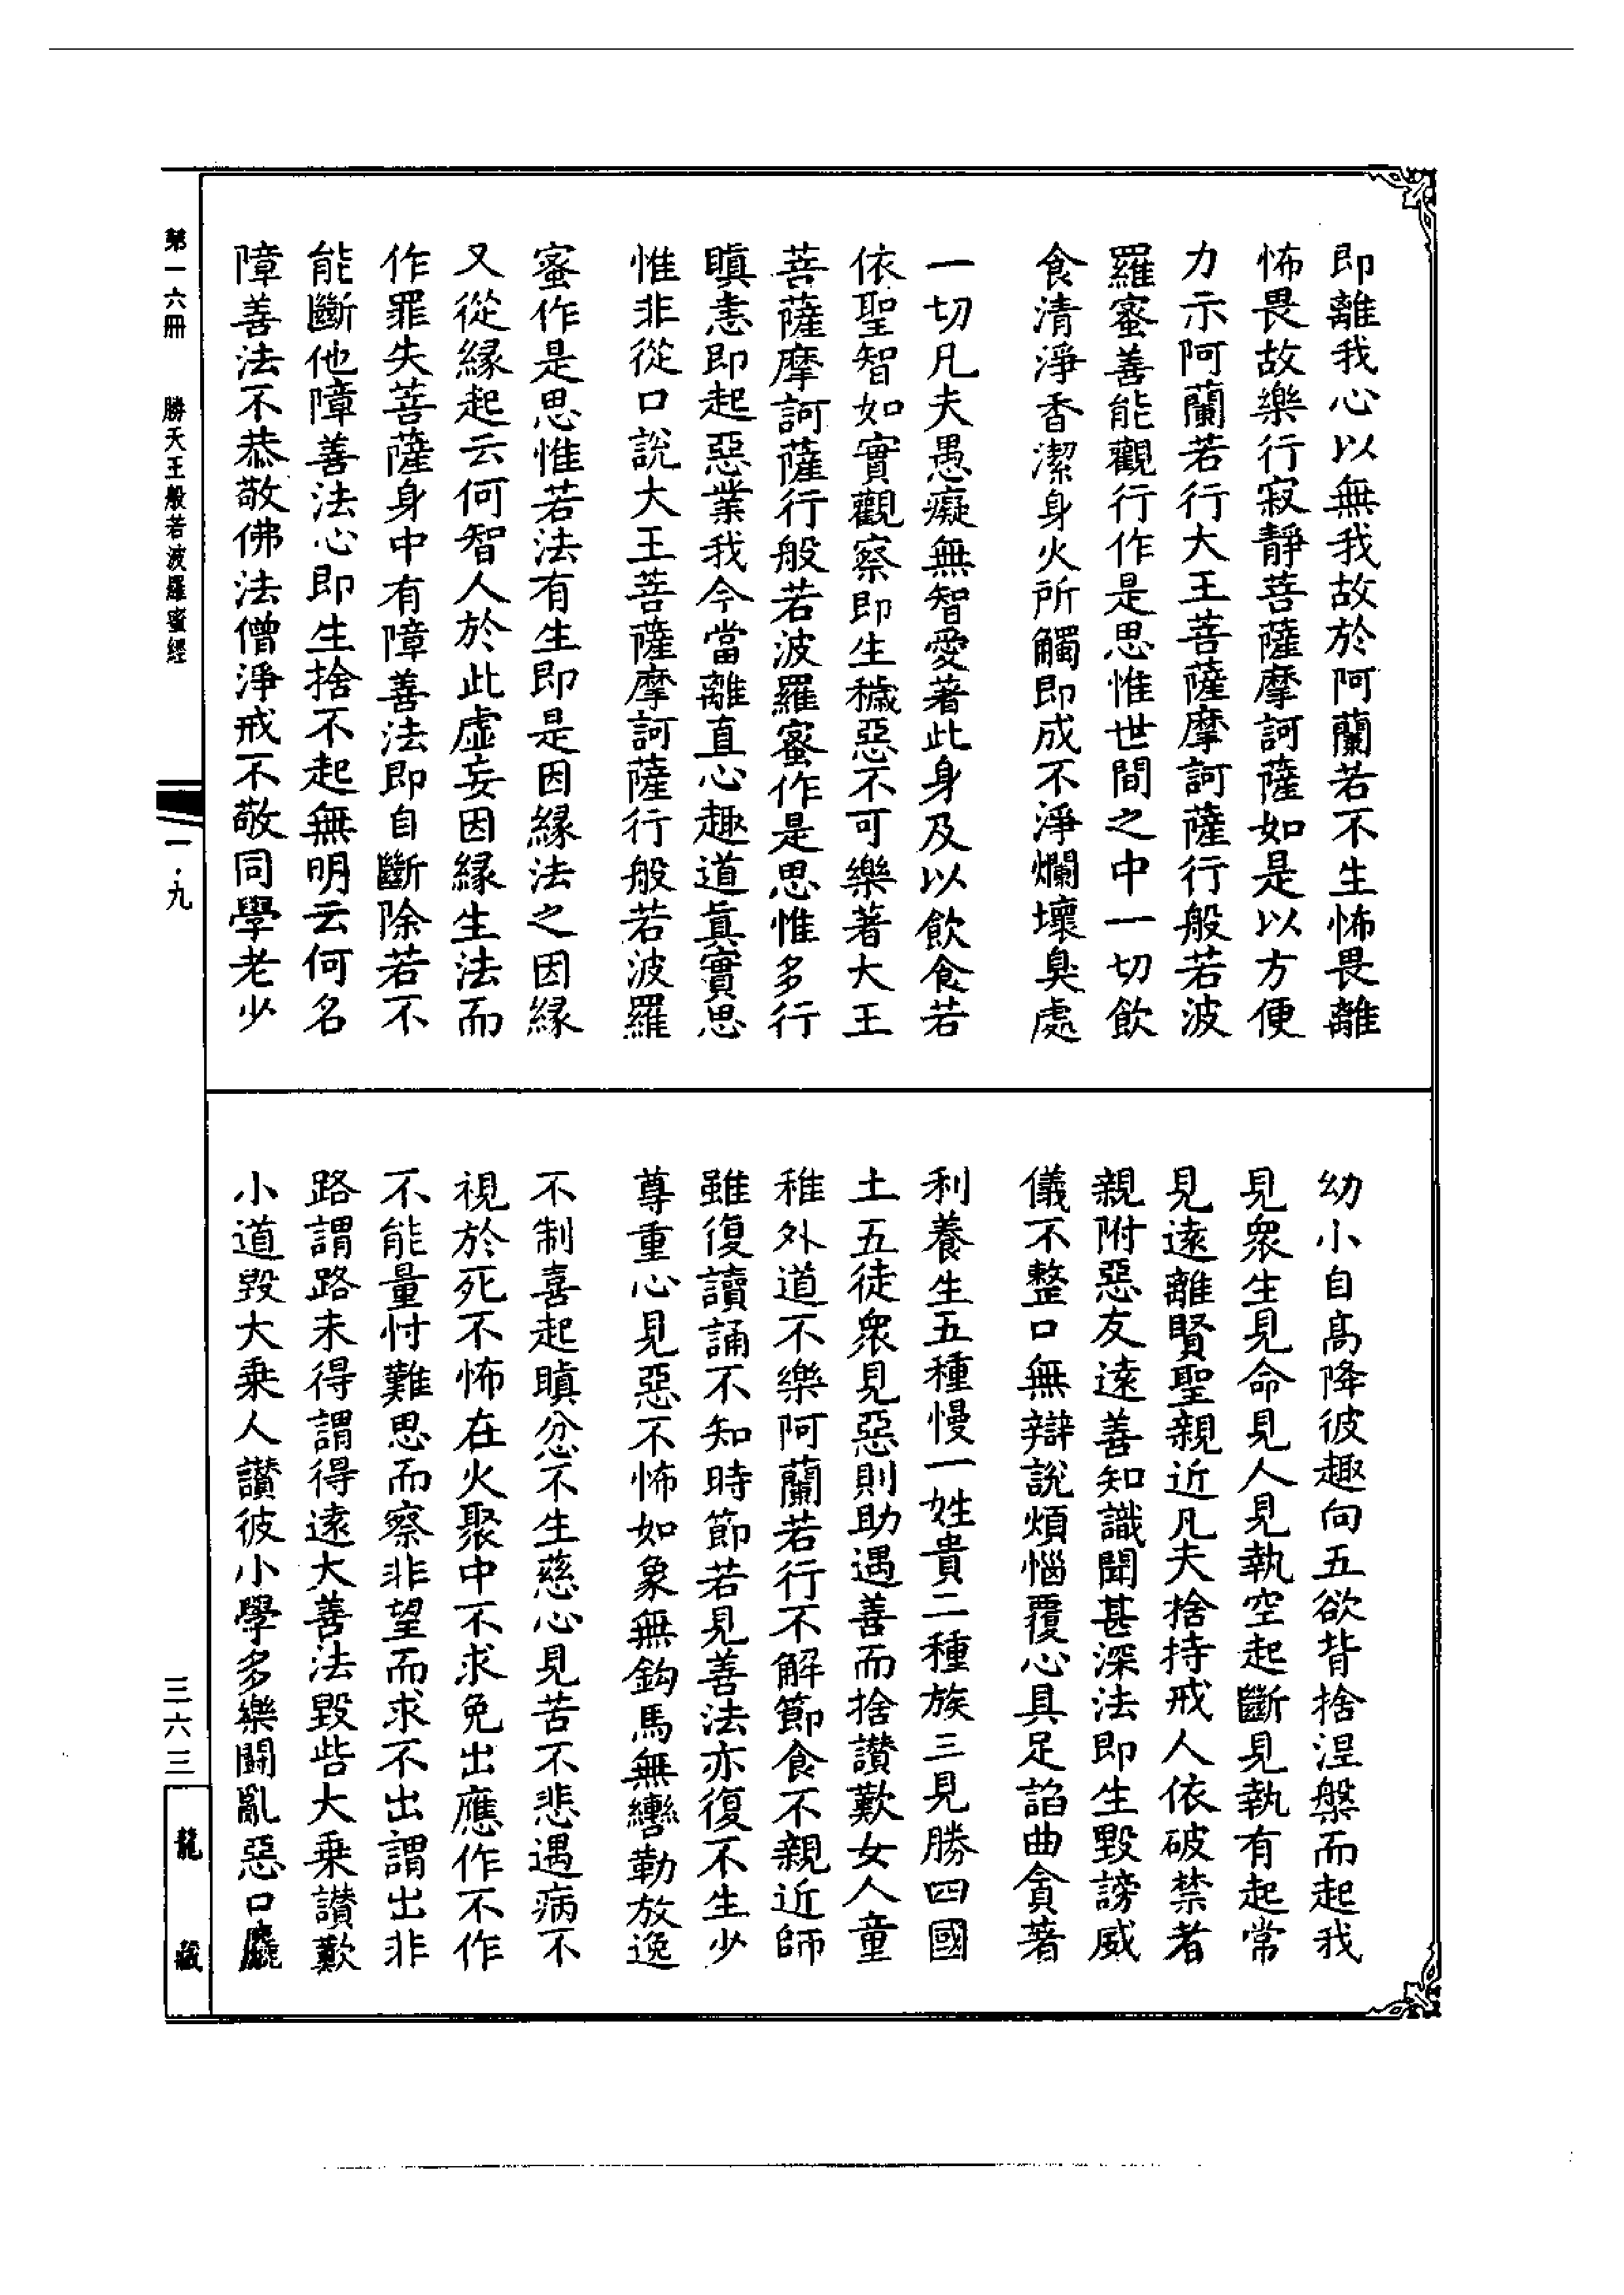 即離我心以無我故於阿蘭若不生怖畏離
怖畏故樂行寂靜菩薩摩訶薩如是以方便
力示阿蘭若行大王菩薩摩訶薩行般若波
羅蜜善能觀行作是思惟世間之中一切飲
食清淨香潔身火所觸即成不淨爛壞臭處
一切凡夫愚癡無智愛著此身及以飲食若
依聖智如實觀察即生穢惡不可樂著大王
菩薩摩訶薩行般若波羅蜜作是思惟多行
瞋恚即起惡業我今當離直心趣道真實思
惟非從口說大王菩薩摩訶薩行般若波羅
蜜作是思惟若法有生即是因緣法之因緣
又從緣起云何智人於此虛妄因緣生法而
作罪失菩薩身中有障善法即自斷除若不
能斷他障善法心即生捨不起無明云何名
障善法不恭敬佛法僧淨戒不敬同學老少
幼小自高降彼趣向五欲背捨涅槃而起我
見衆生見命見人見執空起斷見執有起常
見遠離賢聖親近凡夫捨持戒人依破禁者
親附惡友遠善知識聞甚深法即生毀謗威
儀不整口無辯說煩惱覆心具足諂曲貪著
利養生五種慢一姓貴二種族三見勝四國
土五徒衆見惡則助遇善而捨讚歎女人童
稚外道不樂阿蘭若行不解節食不親近師
雖復讀誦不知時節若見善法亦復不生少
尊重心見惡不怖如象無鈎馬無轡勒放逸
不制喜起瞋忿不生慈心見苦不悲遇病不
視於死不怖在火聚中不求免出應作不作
不能量忖難思而察非望而求不出謂出非
路謂路未得謂得遠大善法毀呰大乗讃歎
小道毀大乗人讃彼小學多樂鬬亂惡口麤
第一六冊 勝天王般若波羅蜜經
一·九
三六三
龍藏